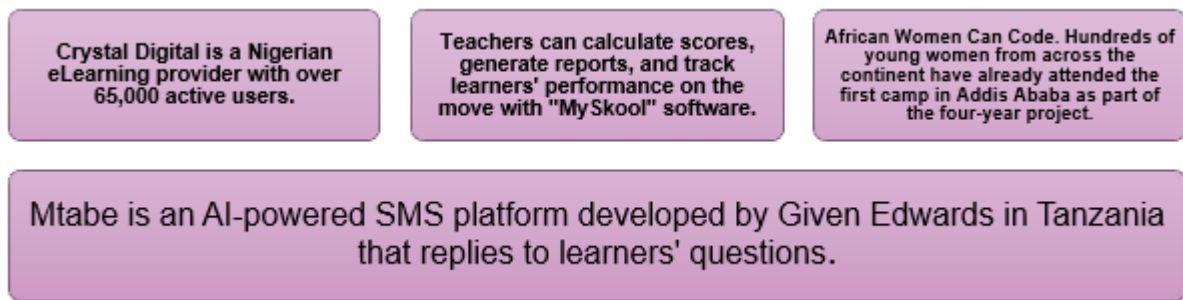 Crystal Digital is a Nigerian
eLearning provider with over
65,000 active users.
Teachers can calculate scores,
generate reports, and track
learners' performance on the
move with "MySkool" software.
African Women Can Code. Hundreds of
young women from across the
continent have already attended the
first camp in Addis Ababa as part of
the four-year project.
Mtabe is an AI-powered SMS platform developed by Given Edwards in Tanzania
that replies to learners' questions.